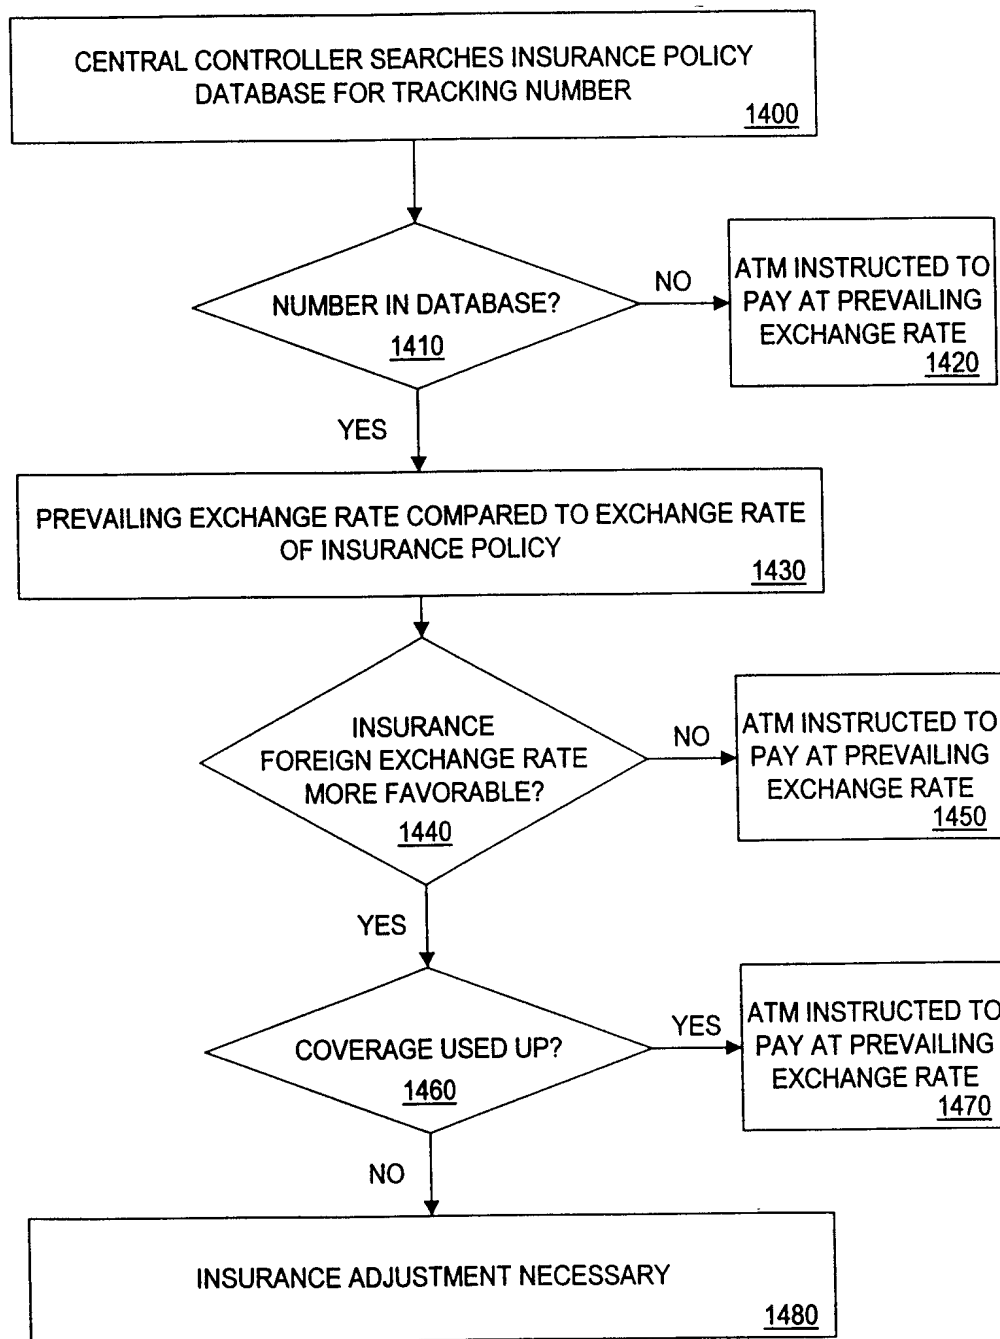 CENTRAL CONTROLLER SEARCHES INSURANCE POLICY
DATABASE FOR TRACKING NUMBER
1400
NUMBER IN DATABASE?
1410
NO
ATM INSTRUCTED TO
PAY AT PREVAILING
EXCHANGE RATE
1420
YES
PREVAILING EXCHANGE RATE COMPARED TO EXCHANGE RATE
OF INSURANCE POLICY
1430
INSURANCE
FOREIGN EXCHANGE RATE
MORE FAVORABLE?
1440
NO
ATM INSTRUCTED TO
PAY AT PREVAILING
EXCHANGE RATE
1450
YES
COVERAGE USED UP?
1460
YES
ATM INSTRUCTED TO
PAY AT PREVAILING
EXCHANGE RATE
1470
NO
INSURANCE ADJUSTMENT NECESSARY
1480